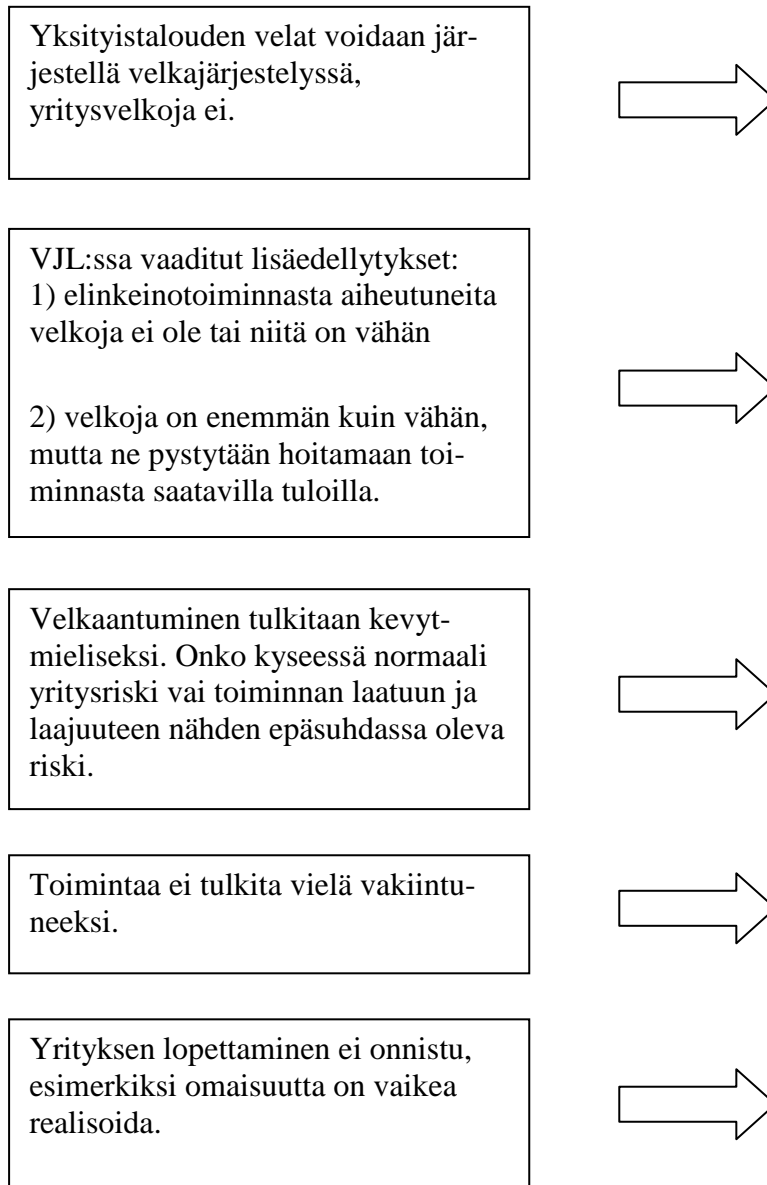 Yksityistalouden velat voidaan jär-
jestellä velkajärjestelyssä,
yritysvelkoja ei.
VJL:ssa vaaditut lisäedellytykset:
1) elinkeinotoiminnasta aiheutuneita
velkoja ei ole tai niitä on vähän
2) velkoja on enemmän kuin vähän,
mutta ne pystytään hoitamaan toi-
minnasta saatavilla tuloilla.
Velkaantuminen tulkitaan kevyt-
mieliseksi. Onko kyseessä normaali
yritysriski vai toiminnan laatuun ja
laajuuteen nähden epäsuhdassa oleva
riski.
Toimintaa ei tulkita vielä vakiintu-
neeksi.
Yrityksen lopettaminen ei onnistu,
esimerkiksi omaisuutta on vaikea
realisoida.